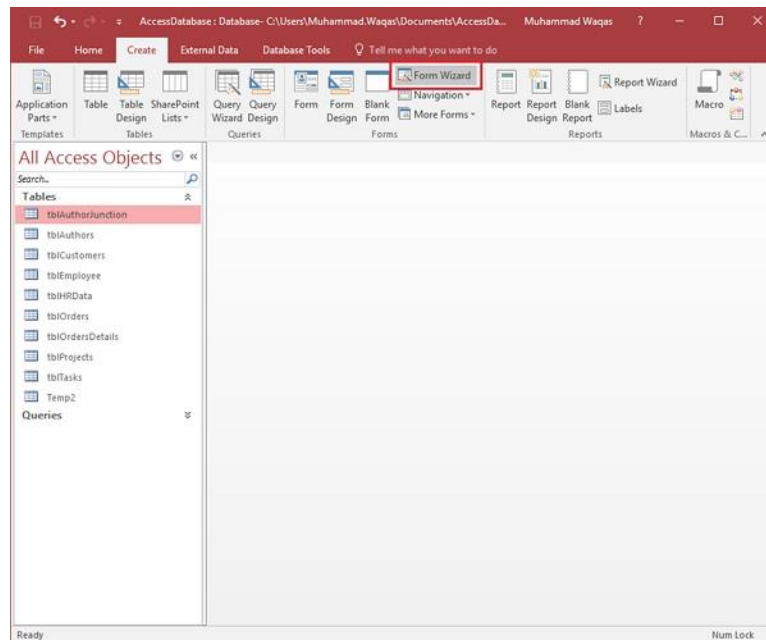 AccessDatabase : Database- C:\Users\Muhammad.Waqas\Documents\AccessDa... Muhammad Waqas ?
File Home Create External Data Database Tools Tell me what you want to do
Application Parts
Templates
Table
Table Design
SharePoint Lists
Tables
Query Wizard
Query Design
Queries
Form
Form Design
Blank Form
Form Wizard
Navigation
More Forms
Forms
Report
Report Design
Blank Report
Report Wizard
Labels
Reports
Macro
Macros & C...
All Access Objects
Search...
Tables
tblAuthorJunction
tblAuthors
tblCustomers
tblEmployee
tblHRData
tblOrders
tblOrdersDetails
tblProjects
tblTasks
Temp2
Queries
Ready Num Lock